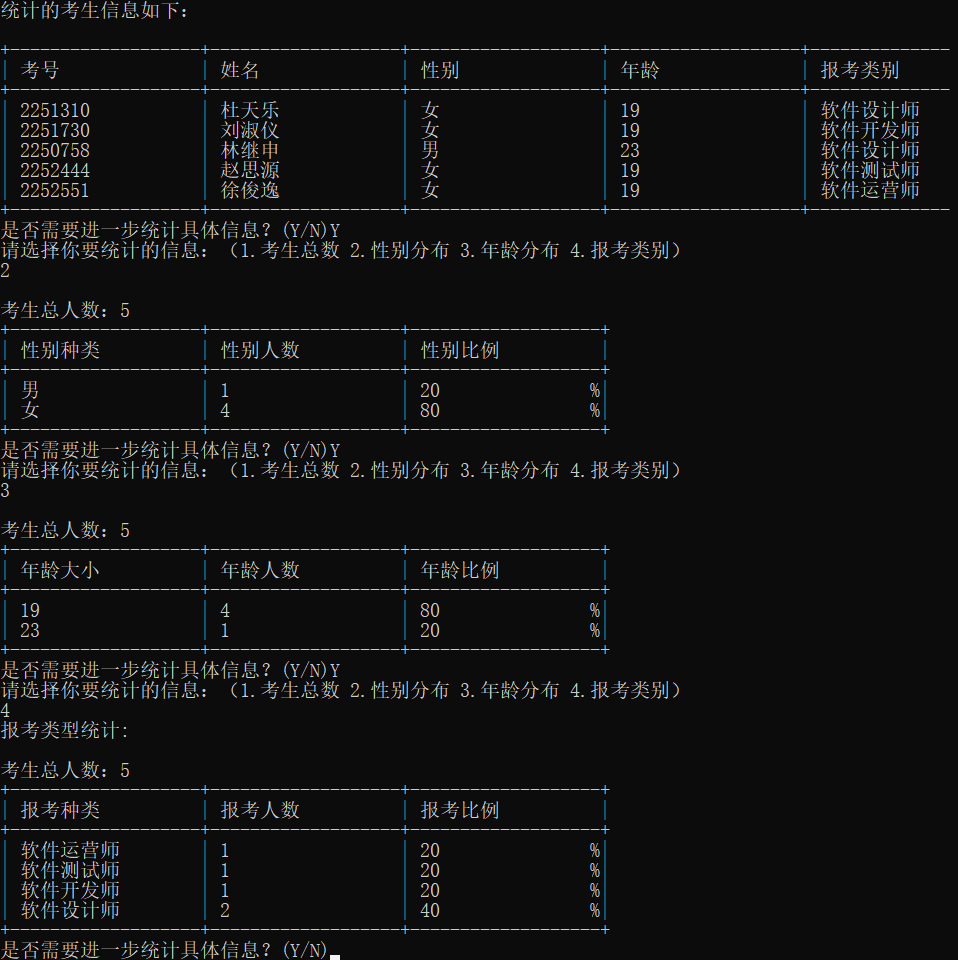 统计的考生信息如下：
考号 姓名 性别 年龄 报考类别
2251310 杜天乐 女 19 软件设计师
2251730 刘淑仪 女 19 软件开发师
2250758 林继申 男 23 软件设计师
2252444 赵思源 女 19 软件测试师
2252551 徐俊逸 女 19 软件运营师
是否需要进一步统计具体信息？(Y/N)Y
请选择你要统计的信息：（1.考生总数 2.性别分布 3.年龄分布 4.报考类别）
2
考生总人数：5
性别种类 性别人数 性别比例
男 1 20 %
女 4 80 %
是否需要进一步统计具体信息？(Y/N)Y
请选择你要统计的信息：（1.考生总数 2.性别分布 3.年龄分布 4.报考类别）
3
考生总人数：5
年龄大小 年龄人数 年龄比例
19 4 80 %
23 1 20 %
是否需要进一步统计具体信息？(Y/N)Y
请选择你要统计的信息：（1.考生总数 2.性别分布 3.年龄分布 4.报考类别）
4
报考类型统计:
考生总人数：5
报考种类 报考人数 报考比例
软件运营师 1 20 %
软件测试师 1 20 %
软件开发师 1 20 %
软件设计师 2 40 %
是否需要进一步统计具体信息？(Y/N)